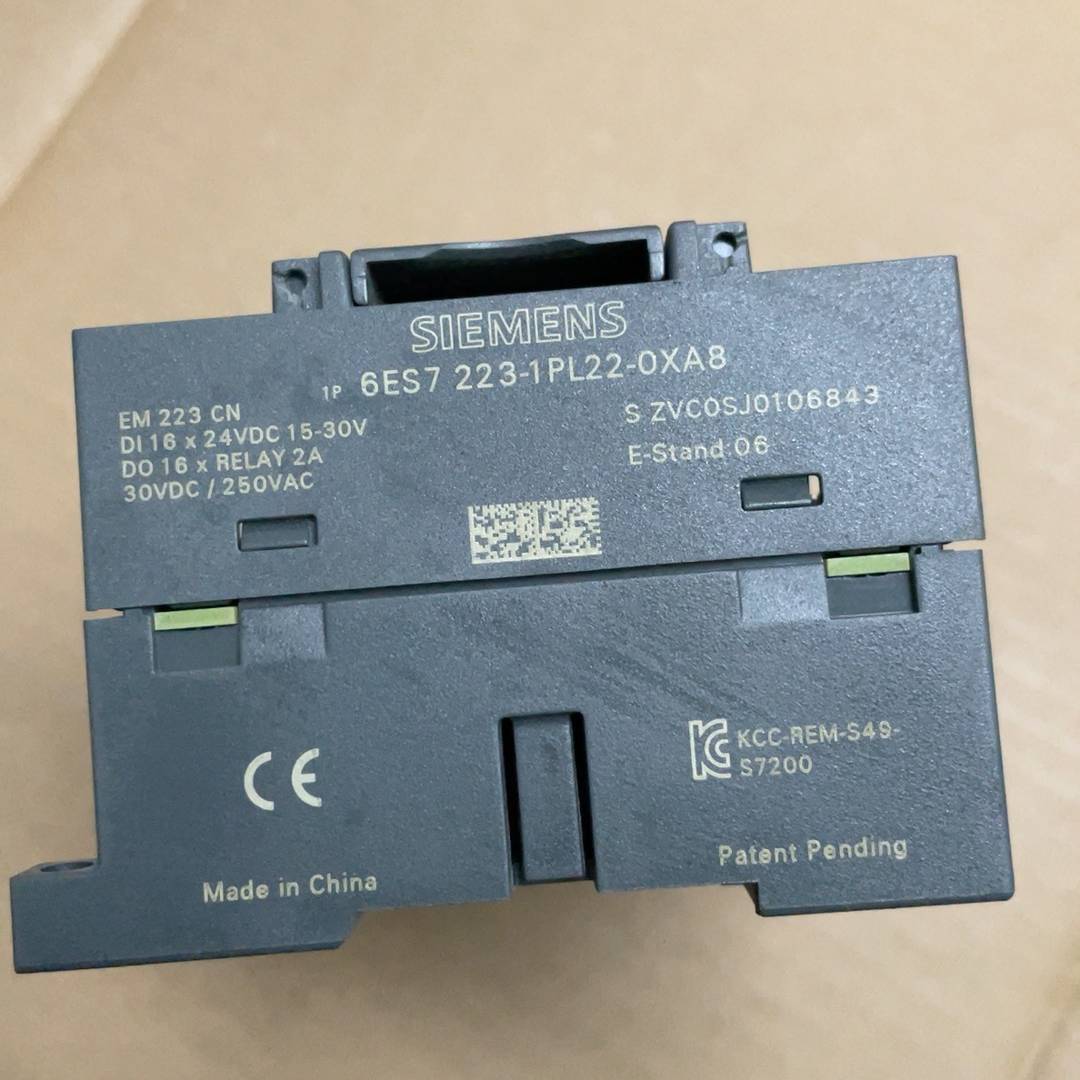 SIEMENS
1P 6ES7 223-1PL22-0XA8
EM 223 CN
DI 16 x 24VDC 15-30V
DO 16 x RELAY 2A
30VDC / 250VAC
S ZVC0SJ0106843
E-Stand 06
CE
KCC-REM-S49-
S7200
Made in China
Patent Pending